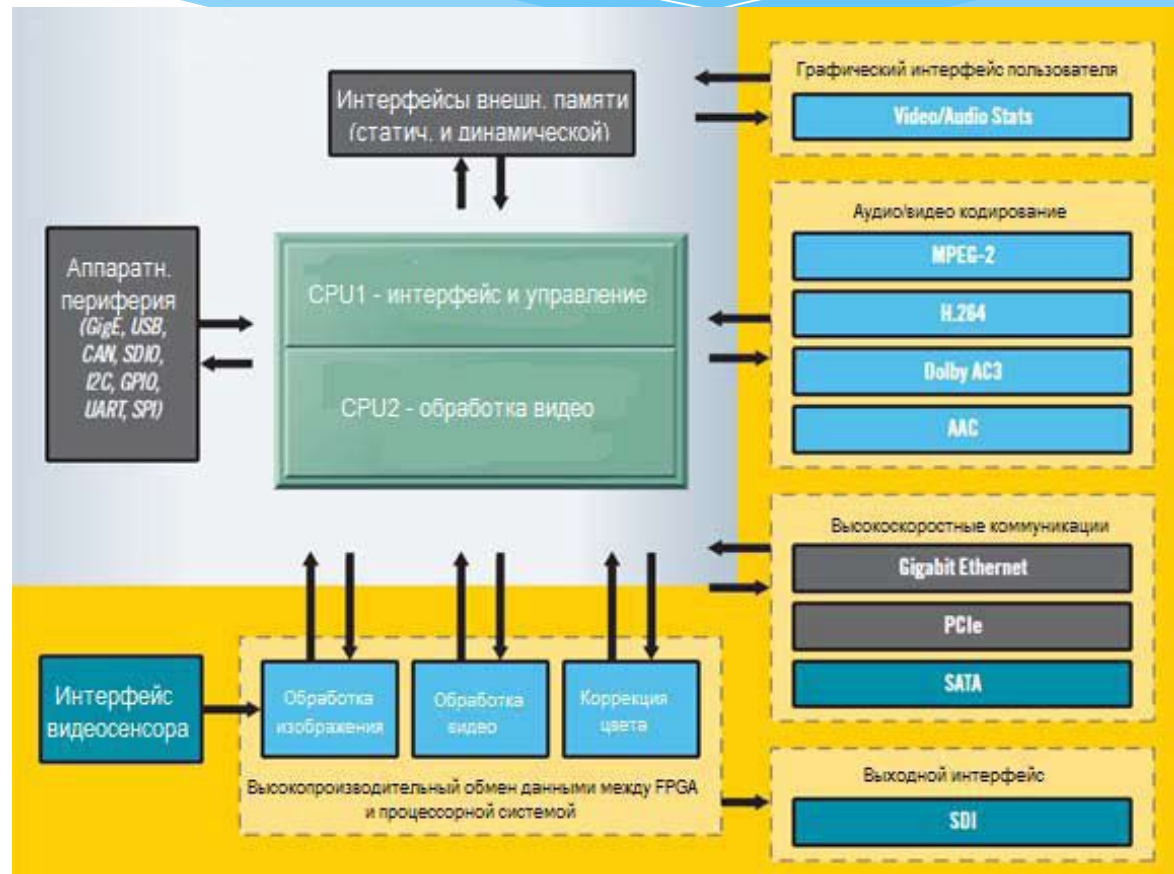 Интерфейсы внешн. памяти
(статич. и динамической)
Аппаратн.
периферия
(GigE, USB,
CAN, SDIO,
I2C, GPIO,
UART, SPI)
CPU1 - интерфейс и управление
CPU2 - обработка видео
Графический интерфейс пользователя
Video/Audio Stats
Аудио/видео кодирование
MPEG-2
H.264
Dolby AC3
AAC
Высокоскоростные коммуникации
Gigabit Ethernet
PCIe
SATA
Интерфейс
видеосенсора
Обработка
изображения
Обработка
видео
Коррекция
цвета
Высокопроизводительный обмен данными между FPGA
и процессорной системой
Выходной интерфейс
SDI